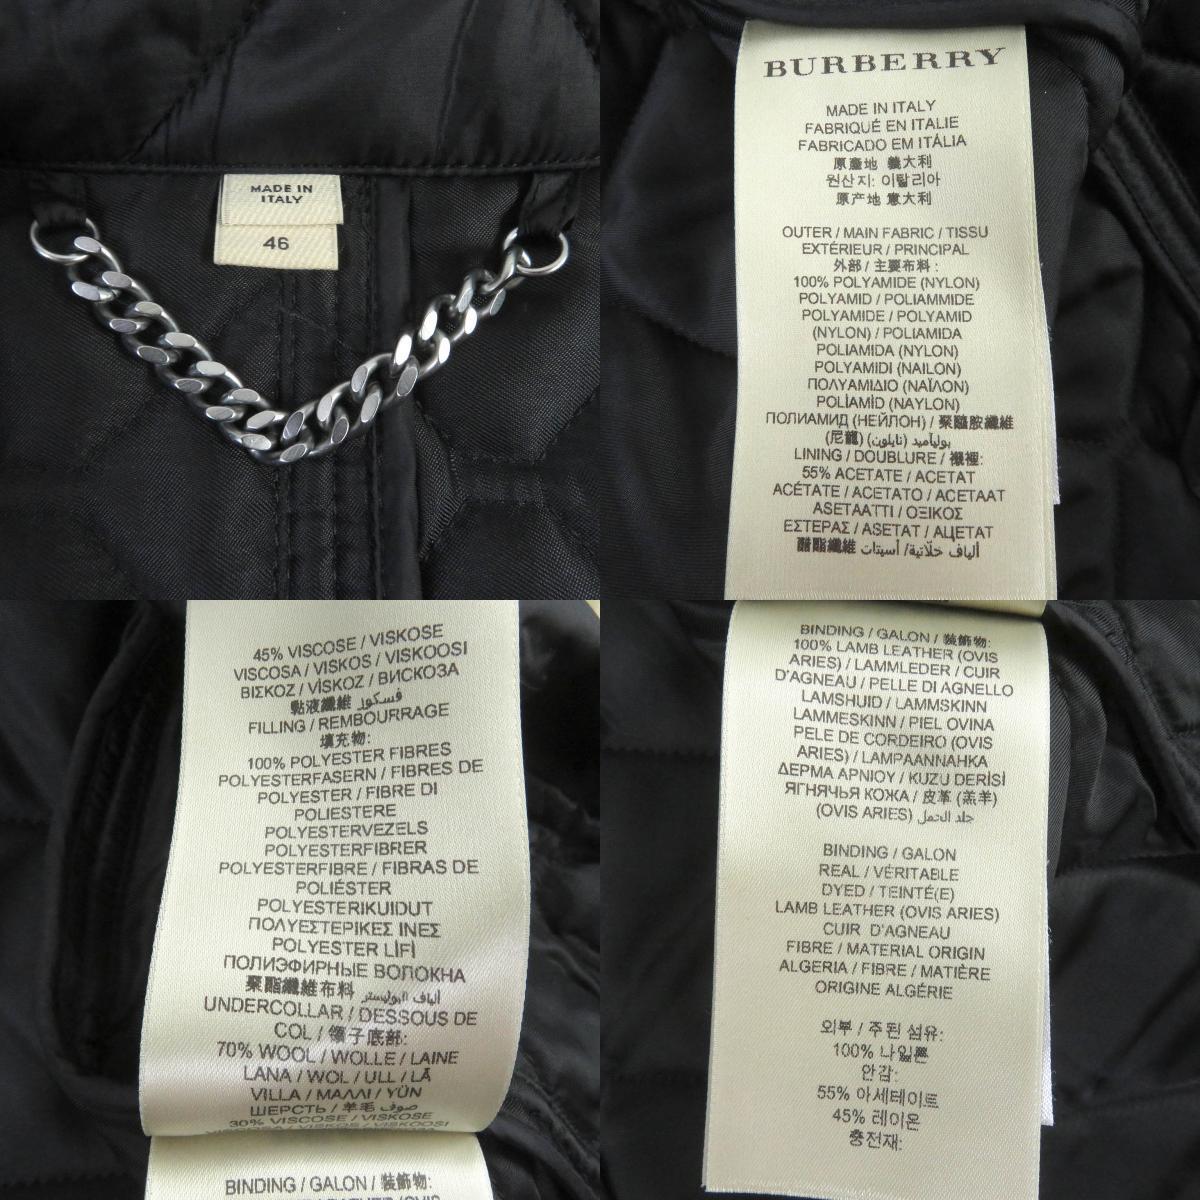 MADE IN
ITALY
46
BURBERRY
MADE IN ITALY
FABRIQUÉ EN ITALIE
FABRICADO EM ITÁLIA
原產地 義大利
원산지: 이탈리아
原产地 意大利
OUTER / MAIN FABRIC / TISSU
EXTÉRIEUR / PRINCIPAL
外部 / 主要布料 :
100% POLYAMIDE (NYLON)
POLYAMID / POLIAMMIDE
POLYAMIDE / POLYAMID
(NYLON) / POLIAMIDA
POLIAMIDA (NYLON)
POLYAMIDI (NAILON)
ΠΟΛΥΑΜΙΔΙΟ (ΝΑΪΛΟΝ)
POLİAMİD (NAYLON)
ПОЛИАМИД (НЕЙЛОН) / 聚醯胺纖維
(尼龍) بوليآميد (نايلون)
LINING / DOUBLURE / 襯裡:
55% ACETATE / ACETAT
ACÉTATE / ACETATO / ACETAAT
ASETAATTI / ΟΞΙΚΟΣ
ΕΣΤΕΡΑΣ / ASETAT / АЦЕТАТ
醋酯纖維 ألياف خلّاتية/ أسيتات
45% VISCOSE / VISKOSE
VISCOSA / VISKOS / VISKOOSI
ΒΙΣΚΟΖ / VİSKOZ / ВИСКОЗА
黏液纖維 فسكوز
FILLING / REMBOURRAGE
填充物:
100% POLYESTER FIBRES
POLYESTERFASERN / FIBRES DE
POLYESTER / FIBRE DI
POLIESTERE
POLYESTERVEZELS
POLYESTERFIBRER
POLYESTERFIBRE / FIBRAS DE
POLIÉSTER
POLYESTERIKUIDUT
ΠΟΛΥΕΣΤΕΡΙΚΕΣ ΙΝΕΣ
POLYESTER LİFİ
ПОЛИЭФИРНЫЕ ВОЛОКНА
聚酯纖維布料 ألياف البوليستر
UNDERCOLLAR / DESSOUS DE
COL / 領子底部:
70% WOOL / WOLLE / LAINE
LANA / WOL / ULL / LÃ
VILLA / ΜΑΛΛΙ / YÜN
ШЕРСТЬ / 羊毛 صوف
30% VISCOSE / VISKOSE
BINDING / GALON / 裝飾物:
BINDING / GALON / 裝飾物:
100% LAMB LEATHER (OVIS
ARIES) / LAMMLEDER / CUIR
D'AGNEAU / PELLE DI AGNELLO
LAMSHUID / LAMMSKINN
LAMMESKINN / PIEL OVINA
PELE DE CORDEIRO (OVIS
ARIES) / LAMPAANNAHKA
ΔΕΡΜΑ ΑΡΝΙΟΥ / KUZU DERİSİ
ЯГНЯЧЬЯ КОЖА / 皮革 (羔羊)
(OVIS ARIES) جلد الحمل
BINDING / GALON
REAL / VÉRITABLE
DYED / TEINTÉ(E)
LAMB LEATHER (OVIS ARIES)
CUIR D'AGNEAU
FIBRE / MATERIAL ORIGIN
ALGERIA / FIBRE / MATIÈRE
ORIGINE ALGÉRIE
외부 / 주된 섬유:
100% 나일론
안감:
55% 아세테이트
45% 레이온
충전재: